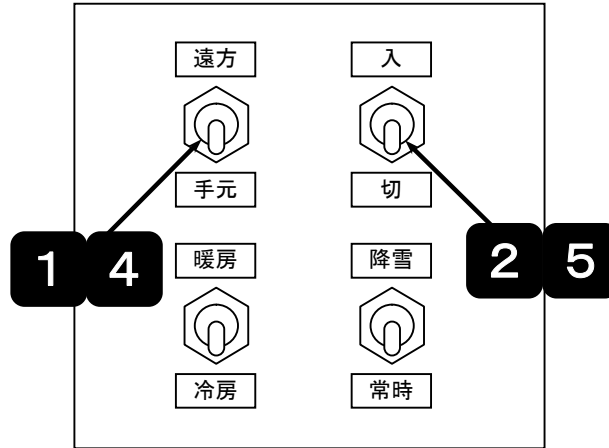 遠方 入
手元 切
1 4 2 5
暖房 降雪
冷房 常時